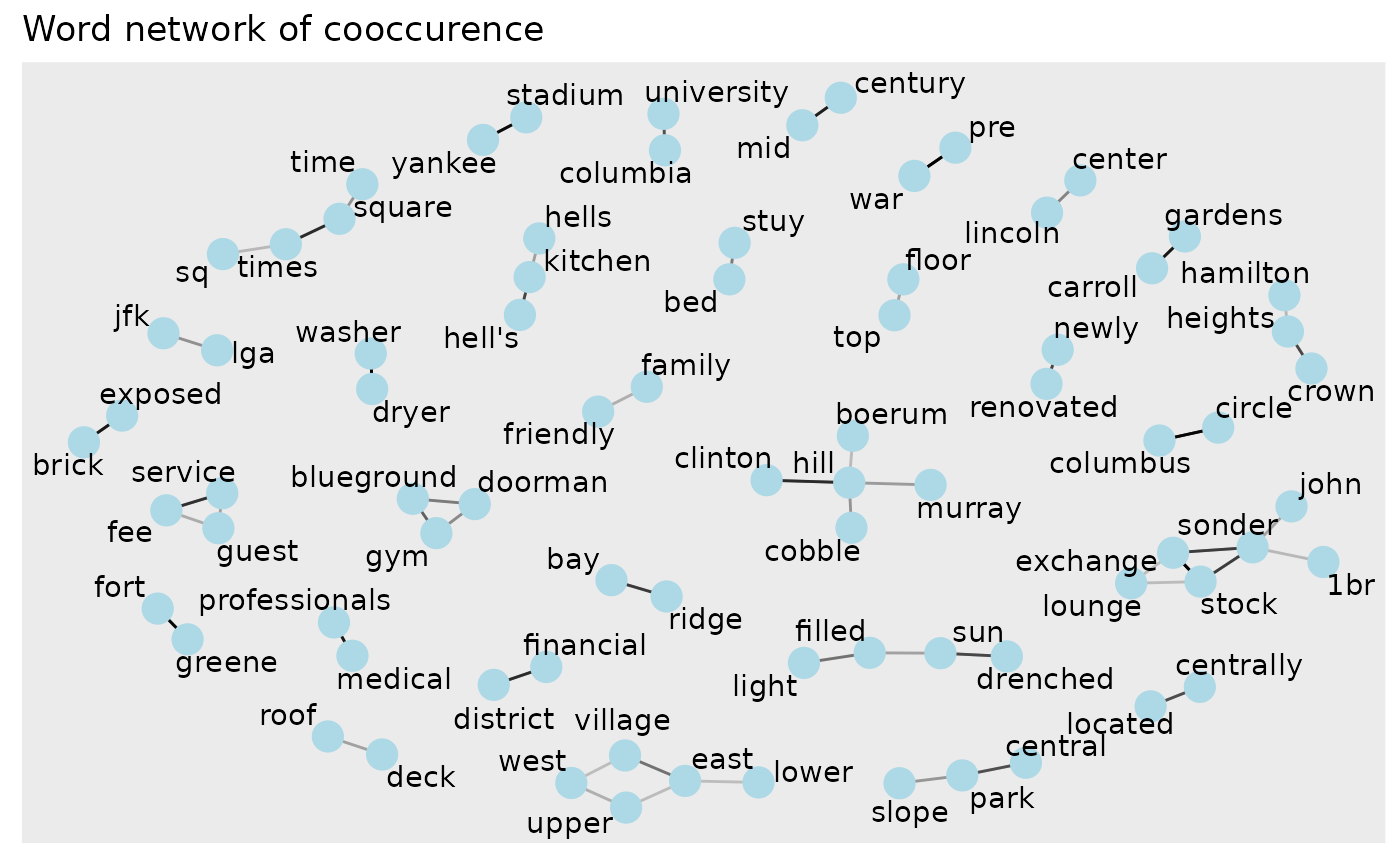 Word network of cooccurence
stadium
university
century
yankee
mid
pre
time
columbia
center
war
square
hells
stuy
gardens
lincoln
sq
times
kitchen
floor
hamilton
bed
carroll
jfk
washer
hell's
top
newly
heights
lga
family
exposed
dryer
renovated
crown
friendly
boerum
circle
brick
service
blueground
doorman
clinton
hill
columbus
john
fee
guest
gym
murray
sonder
bay
cobble
exchange
1br
fort
professionals
lounge
stock
ridge
greene
financial
filled
sun
medical
light
drenched
centrally
roof
district
village
located
deck
west
east
lower
central
upper
slope
park